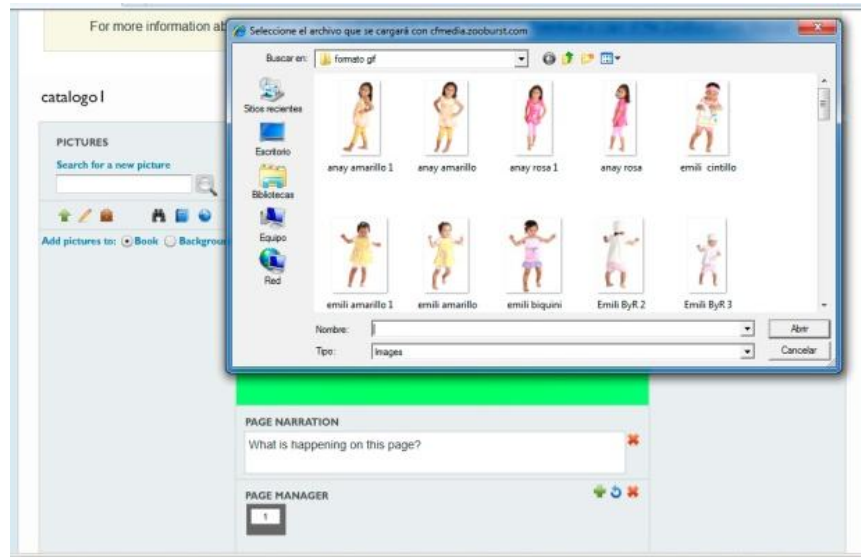 For more information ab
Seleccione el archivo que se cargará con cfmedia.zooburst.com
Buscar en:
formato gif
catalogo1
PICTURES
Search for a new picture
Add pictures to:
Book
Backgroun
Sitios recientes
Escritorio
Bibliotecas
Equipo
Red
anay amarillo 1
anay amarillo
anay rosa 1
anay rosa
emili cintillo
emili amarillo 1
emili amarillo
emili biquini
Emili ByR 2
Emili ByR 3
Nombre:
Abrir
Tipo:
Images
Cancelar
PAGE NARRATION
What is happening on this page?
PAGE MANAGER
1